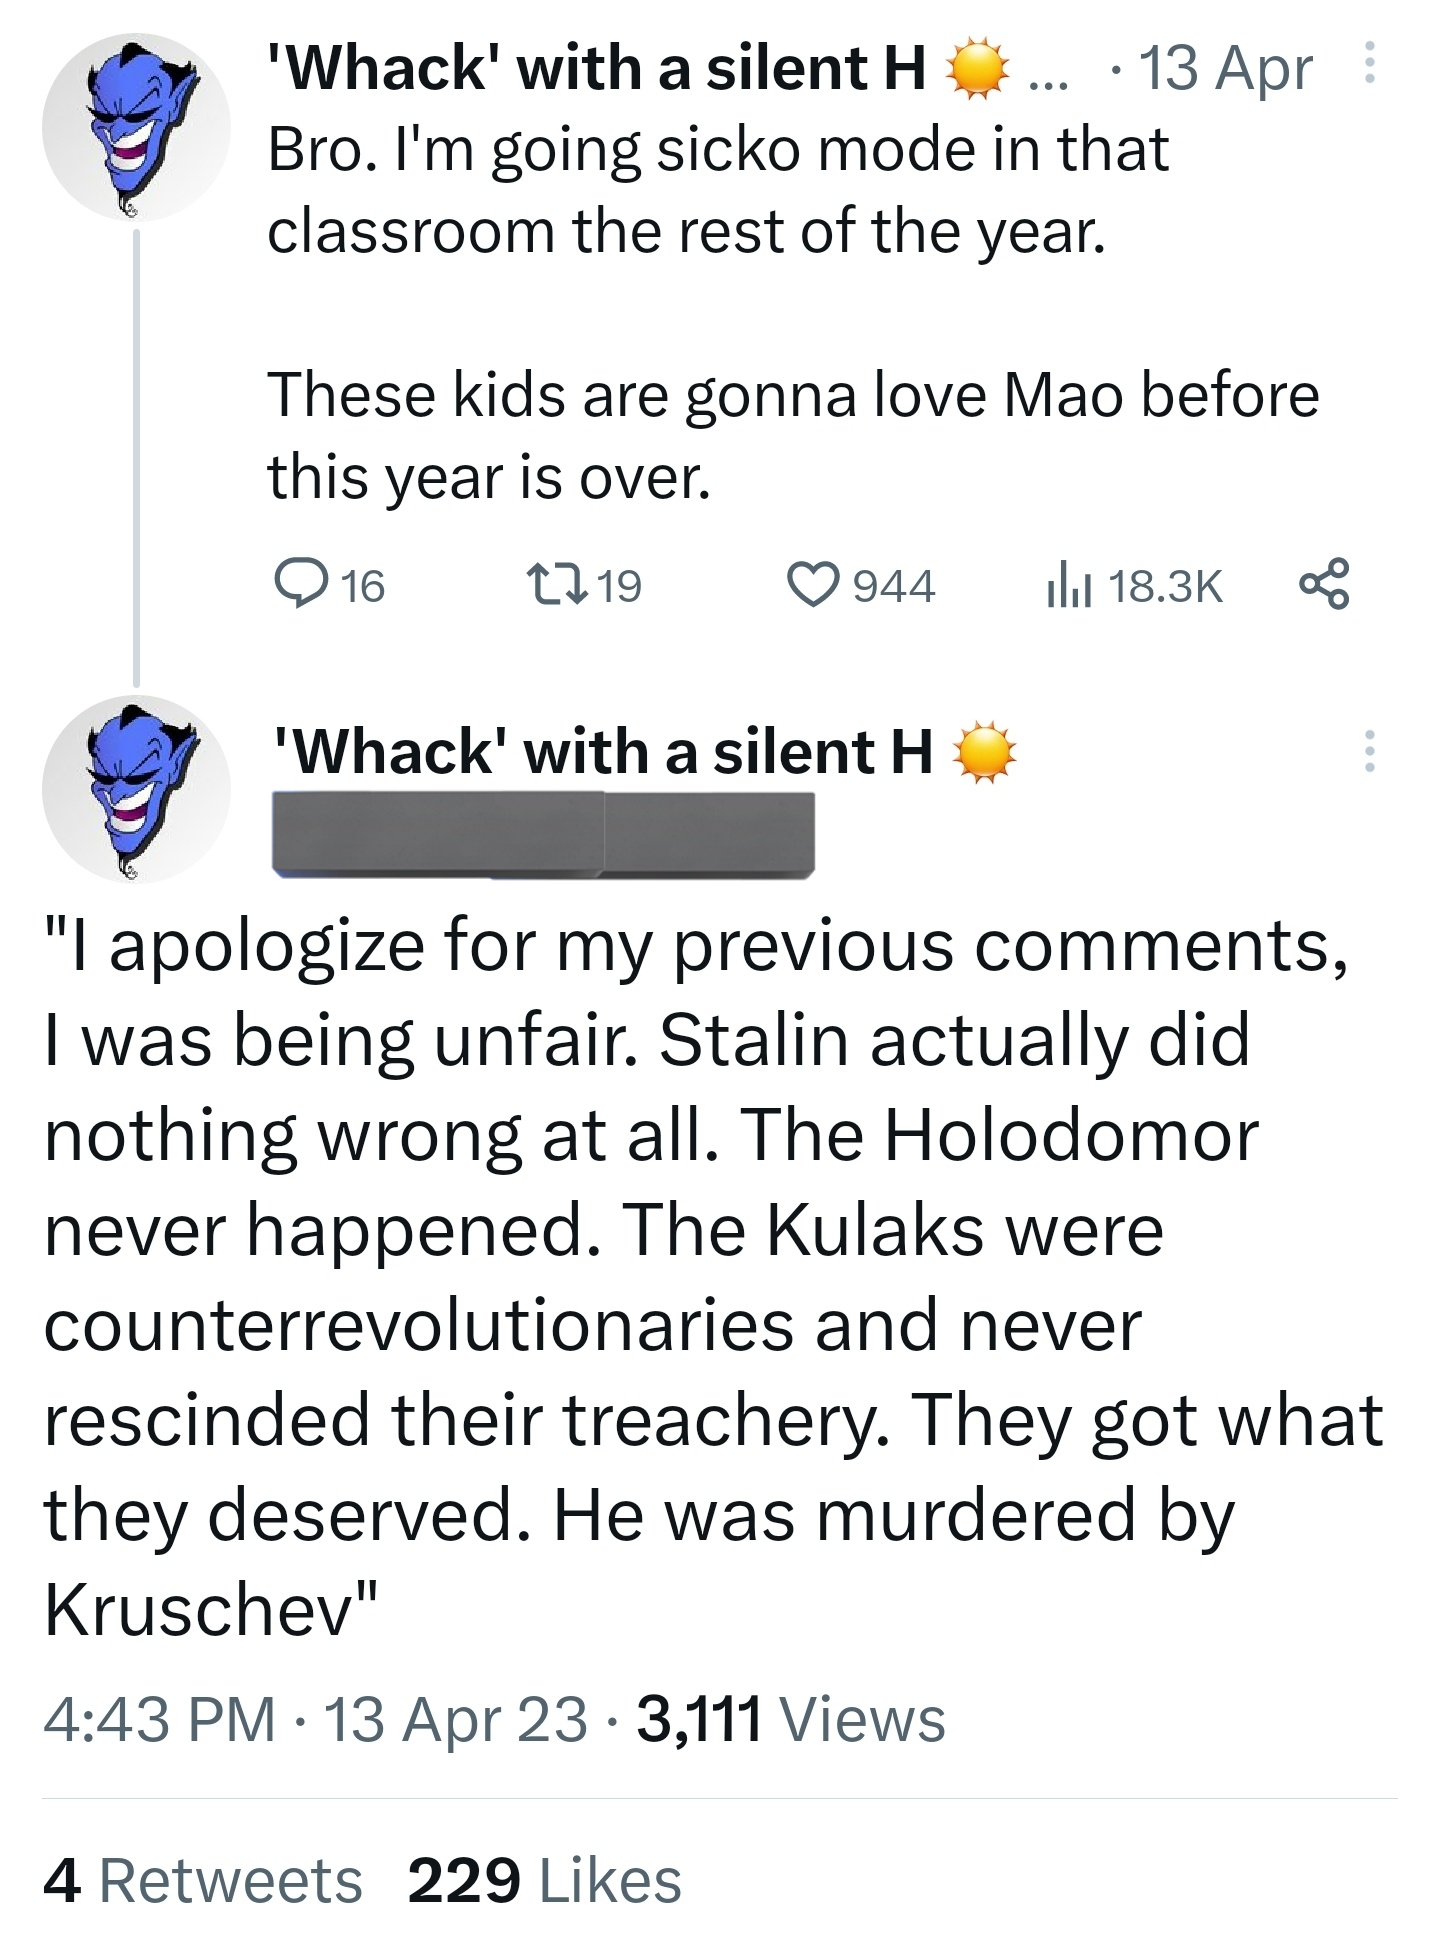 'Whack' with a silent H ☀️ ... · 13 Apr
Bro. I'm going sicko mode in that
classroom the rest of the year.
These kids are gonna love Mao before
this year is over.
16 19 944 18.3K
'Whack' with a silent H ☀️
"I apologize for my previous comments,
I was being unfair. Stalin actually did
nothing wrong at all. The Holodomor
never happened. The Kulaks were
counterrevolutionaries and never
rescinded their treachery. They got what
they deserved. He was murdered by
Kruschev"
4:43 PM · 13 Apr 23 · 3,111 Views
4 Retweets 229 Likes